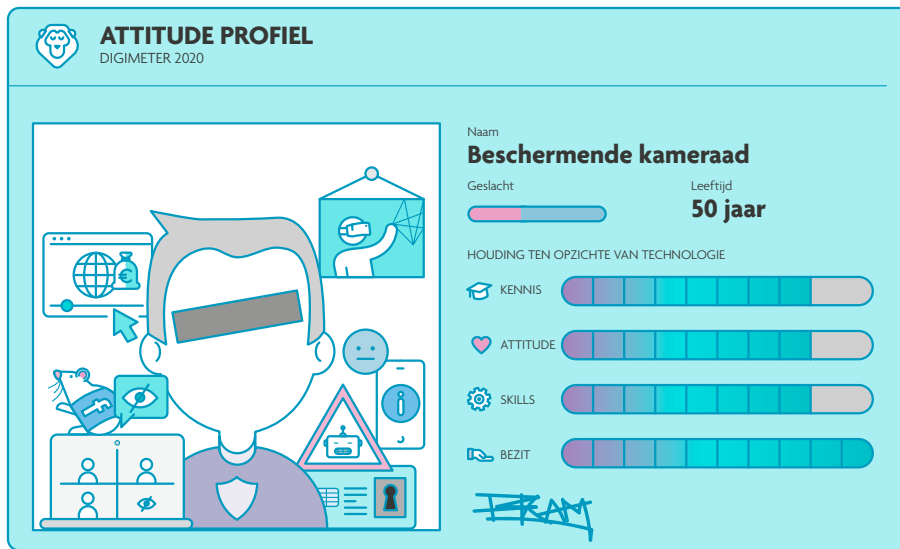 ATTITUDE PROFIEL
DIGIMETER 2020
Naam
Beschermende kameraad
Geslacht
Leeftijd
50 jaar
HOUDING TEN OPZICHTE VAN TECHNOLOGIE
KENNIS
ATTITUDE
SKILLS
BEZIT